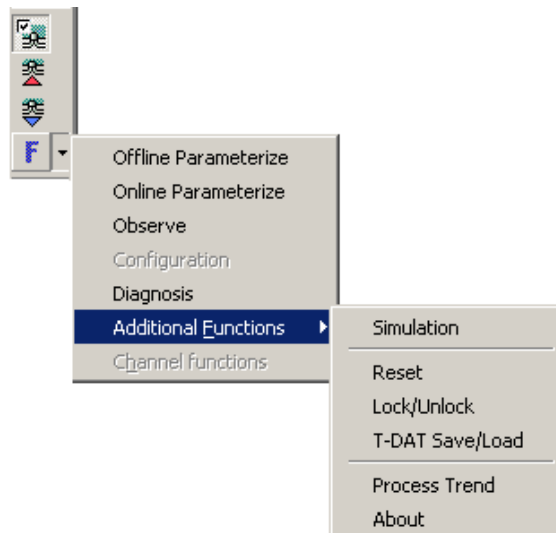 F
Offline Parameterize
Online Parameterize
Observe
Configuration
Diagnosis
Additional Functions
Channel functions
Simulation
Reset
Lock/Unlock
T-DAT Save/Load
Process Trend
About